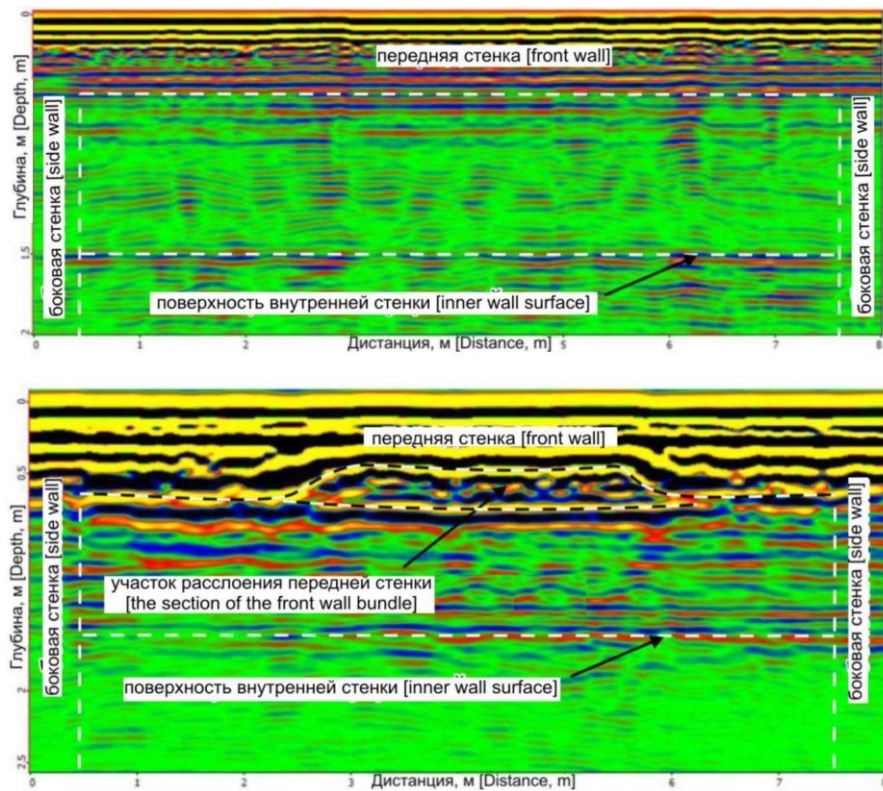 0
передняя стенка [front wall]
Глубина, м [Depth, m]
боковая стенка [side wall]
боковая стенка [side wall]
1,5
поверхность внутренней стенки [inner wall surface]
2
0 1 2 3 4 5 6 7 8
Дистанция, м [Distance, m]
0
передняя стенка [front wall]
0,5
Глубина, м [Depth, m]
боковая стенка [side wall]
боковая стенка [side wall]
участок расслоения передней стенки
[the section of the front wall bundle]
поверхность внутренней стенки [inner wall surface]
2
2,5
0 1 2 3 4 5 6 7 8
Дистанция, м [Distance, m]